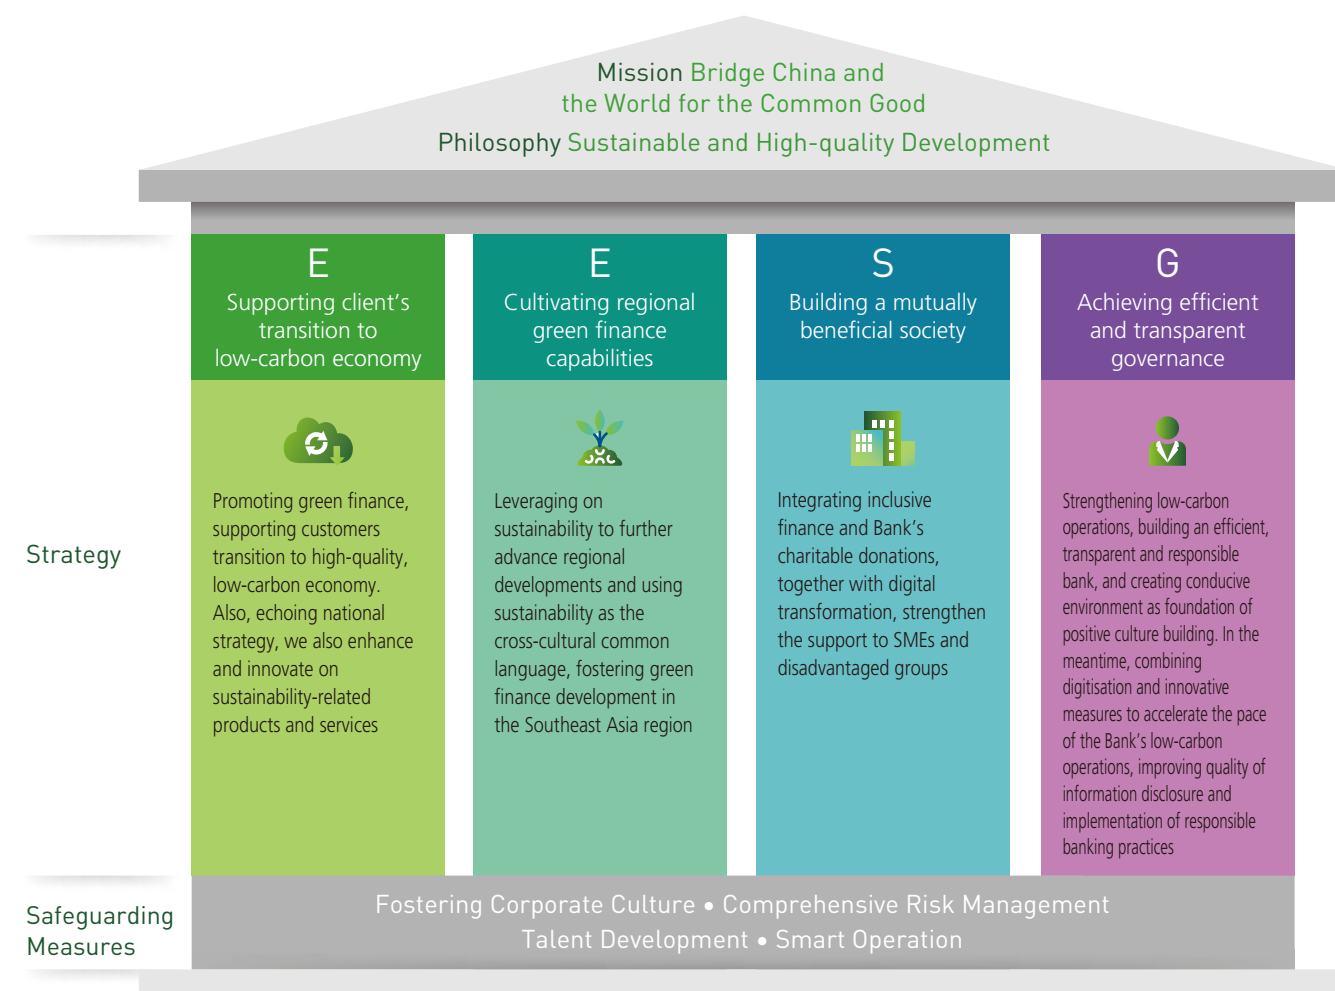 Mission Bridge China and
the World for the Common Good
Philosophy Sustainable and High-quality Development
Strategy
E
Supporting client's
transition to
low-carbon economy
Promoting green finance,
supporting customers
transition to high-quality,
low-carbon economy.
Also, echoing national
strategy, we also enhance
and innovate on
sustainability-related
products and services
E
Cultivating regional
green finance
capabilities
Leveraging on
sustainability to further
advance regional
developments and using
sustainability as the
cross-cultural common
language, fostering green
finance development in
the Southeast Asia region
S
Building a mutually
beneficial society
Integrating inclusive
finance and Bank's
charitable donations,
together with digital
transformation, strengthen
the support to SMEs and
disadvantaged groups
G
Achieving efficient
and transparent
governance
Strengthening low-carbon
operations, building an efficient,
transparent and responsible
bank, and creating conducive
environment as foundation of
positive culture building. In the
meantime, combining
digitisation and innovative
measures to accelerate the pace
of the Bank's low-carbon
operations, improving quality of
information disclosure and
implementation of responsible
banking practices
Safeguarding
Measures
Fostering Corporate Culture • Comprehensive Risk Management
Talent Development • Smart Operation